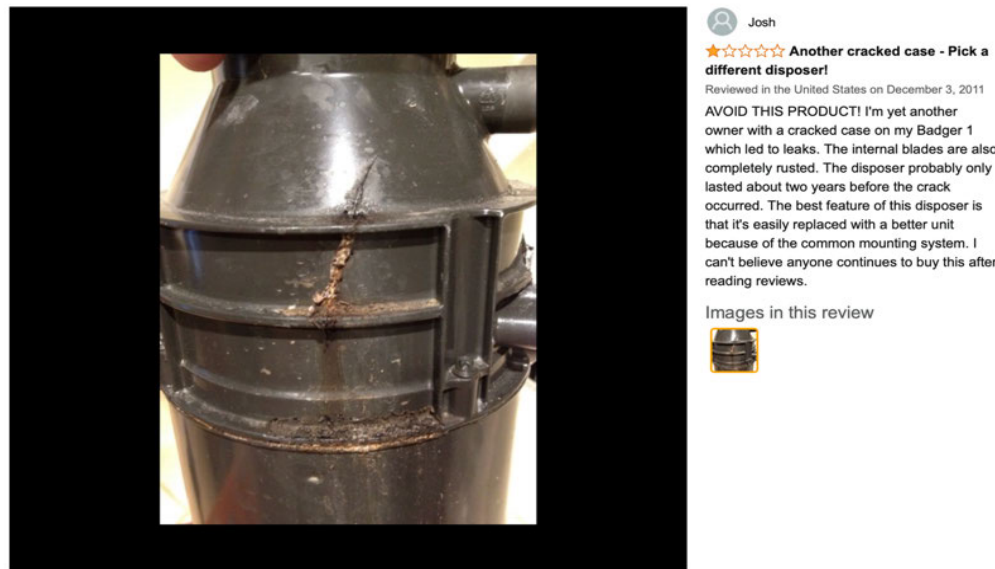 Josh
Another cracked case - Pick a
different disposer!
Reviewed in the United States on December 3, 2011
AVOID THIS PRODUCT! I'm yet another
owner with a cracked case on my Badger 1
which led to leaks. The internal blades are also
completely rusted. The disposer probably only
lasted about two years before the crack
occurred. The best feature of this disposer is
that it's easily replaced with a better unit
because of the common mounting system. I
can't believe anyone continues to buy this after
reading reviews.
Images in this review